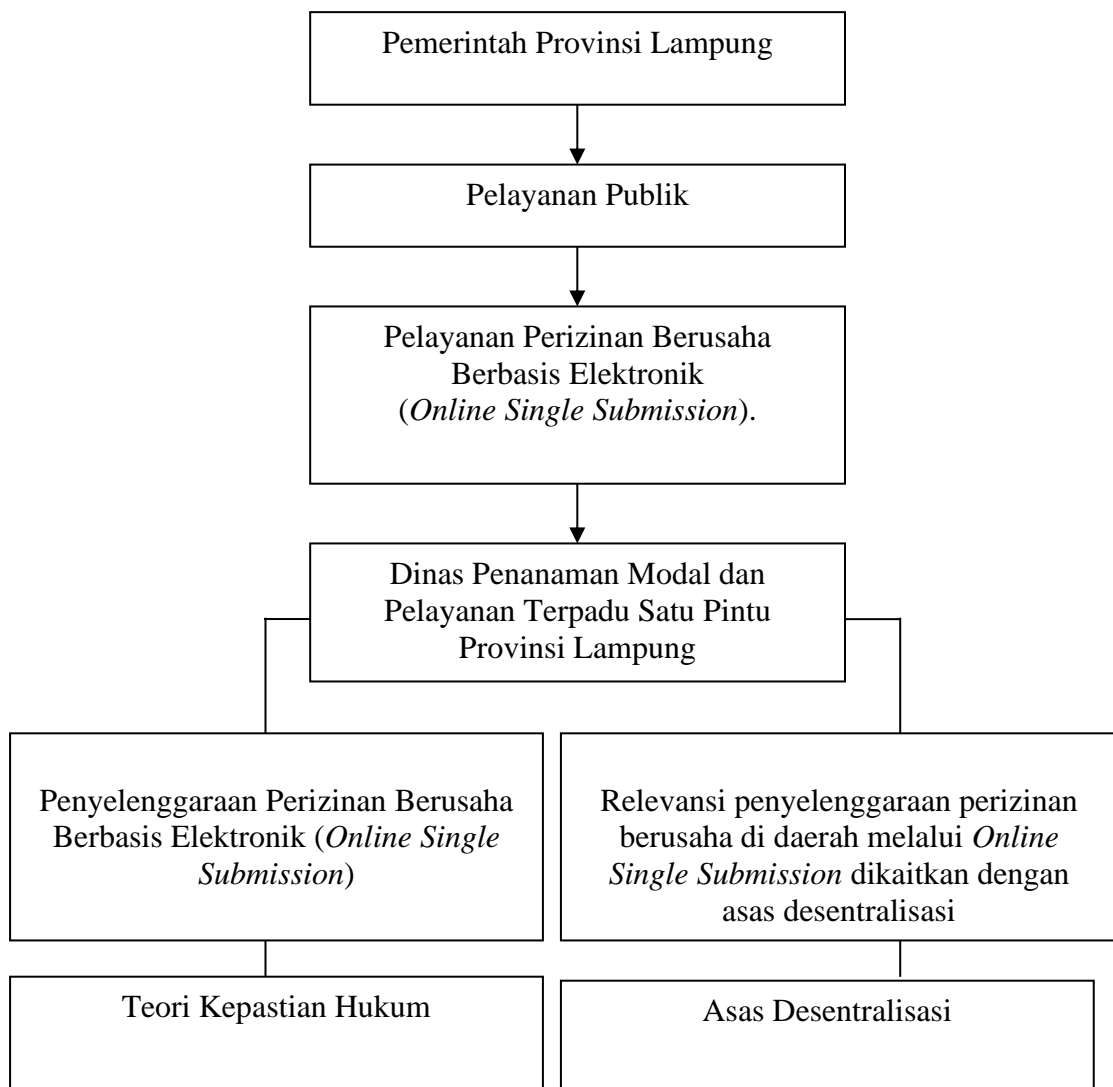 Pemerintah Provinsi Lampung
Pelayanan Publik
Pelayanan Perizinan Berusaha
Berbasis Elektronik
(Online Single Submission).
Dinas Penanaman Modal dan
Pelayanan Terpadu Satu Pintu
Provinsi Lampung
Penyelenggaraan Perizinan Berusaha
Berbasis Elektronik (Online Single
Submission)
Relevansi penyelenggaraan perizinan
berusaha di daerah melalui Online
Single Submission dikaitkan dengan
asas desentralisasi
Teori Kepastian Hukum
Asas Desentralisasi